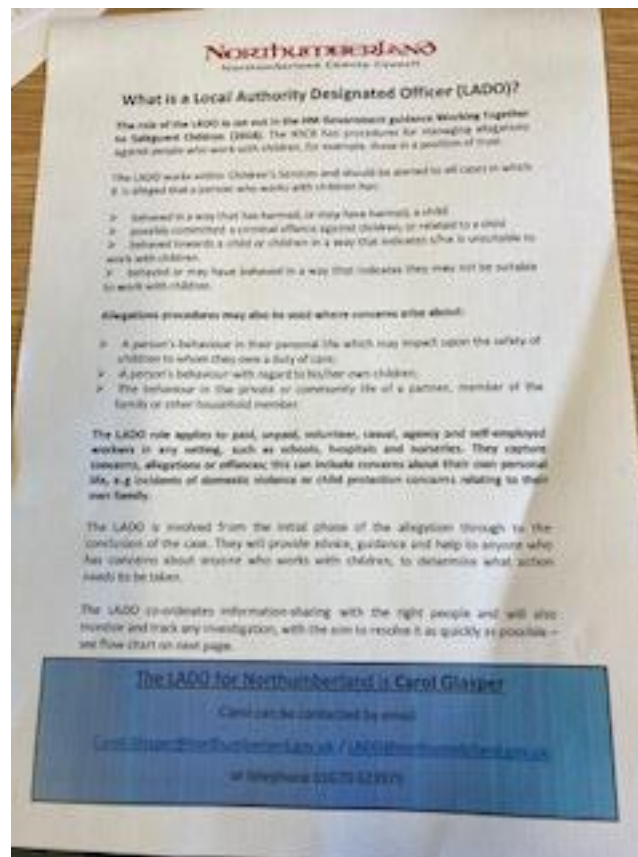 NORTHUMBERLAND
Northumberland County Council
What is a Local Authority Designated Officer (LADO)?
The role of the LADO is set out in the HM Government guidance Working Together
to Safeguard Children (2018). The NSCB has procedures for managing allegations
against people who work with children, for example, those in a position of trust.
The LADO works within Children's Services and should be alerted to all cases in which
it is alleged that a person who works with children has:
➢ behaved in a way that has harmed, or may have harmed, a child
➢ possibly committed a criminal offence against children, or related to a child
➢ behaved towards a child or children in a way that indicates s/he is unsuitable to
work with children.
➢ behaved or may have behaved in a way that indicates they may not be suitable
to work with children.
Allegations procedures may also be used where concerns arise about:
➢ A person's behaviour in their personal life which may impact upon the safety of
children to whom they owe a duty of care;
➢ A person's behaviour with regard to his/her own children;
➢ The behaviour in the private or community life of a partner, member of the
family or other household member.
The LADO role applies to paid, unpaid, volunteer, casual, agency and self-employed
workers in any setting, such as schools, hospitals and nurseries. They capture
concerns, allegations or offences; this can include concerns about their own personal
life, e.g incidents of domestic violence or child protection concerns relating to their
own family.
The LADO is involved from the initial phase of the allegation through to the
conclusion of the case. They will provide advice, guidance and help to anyone who
has concerns about anyone who works with children, to determine what action
needs to be taken.
The LADO co-ordinates information-sharing with the right people and will also
monitor and track any investigation, with the aim to resolve it as quickly as possible –
see flow chart on next page.
The LADO for Northumberland is Carol Glasper
Carol can be contacted by email
Carol.Glasper@northumberland.gov.uk / LADO@northumberland.gov.uk
or telephone 01670